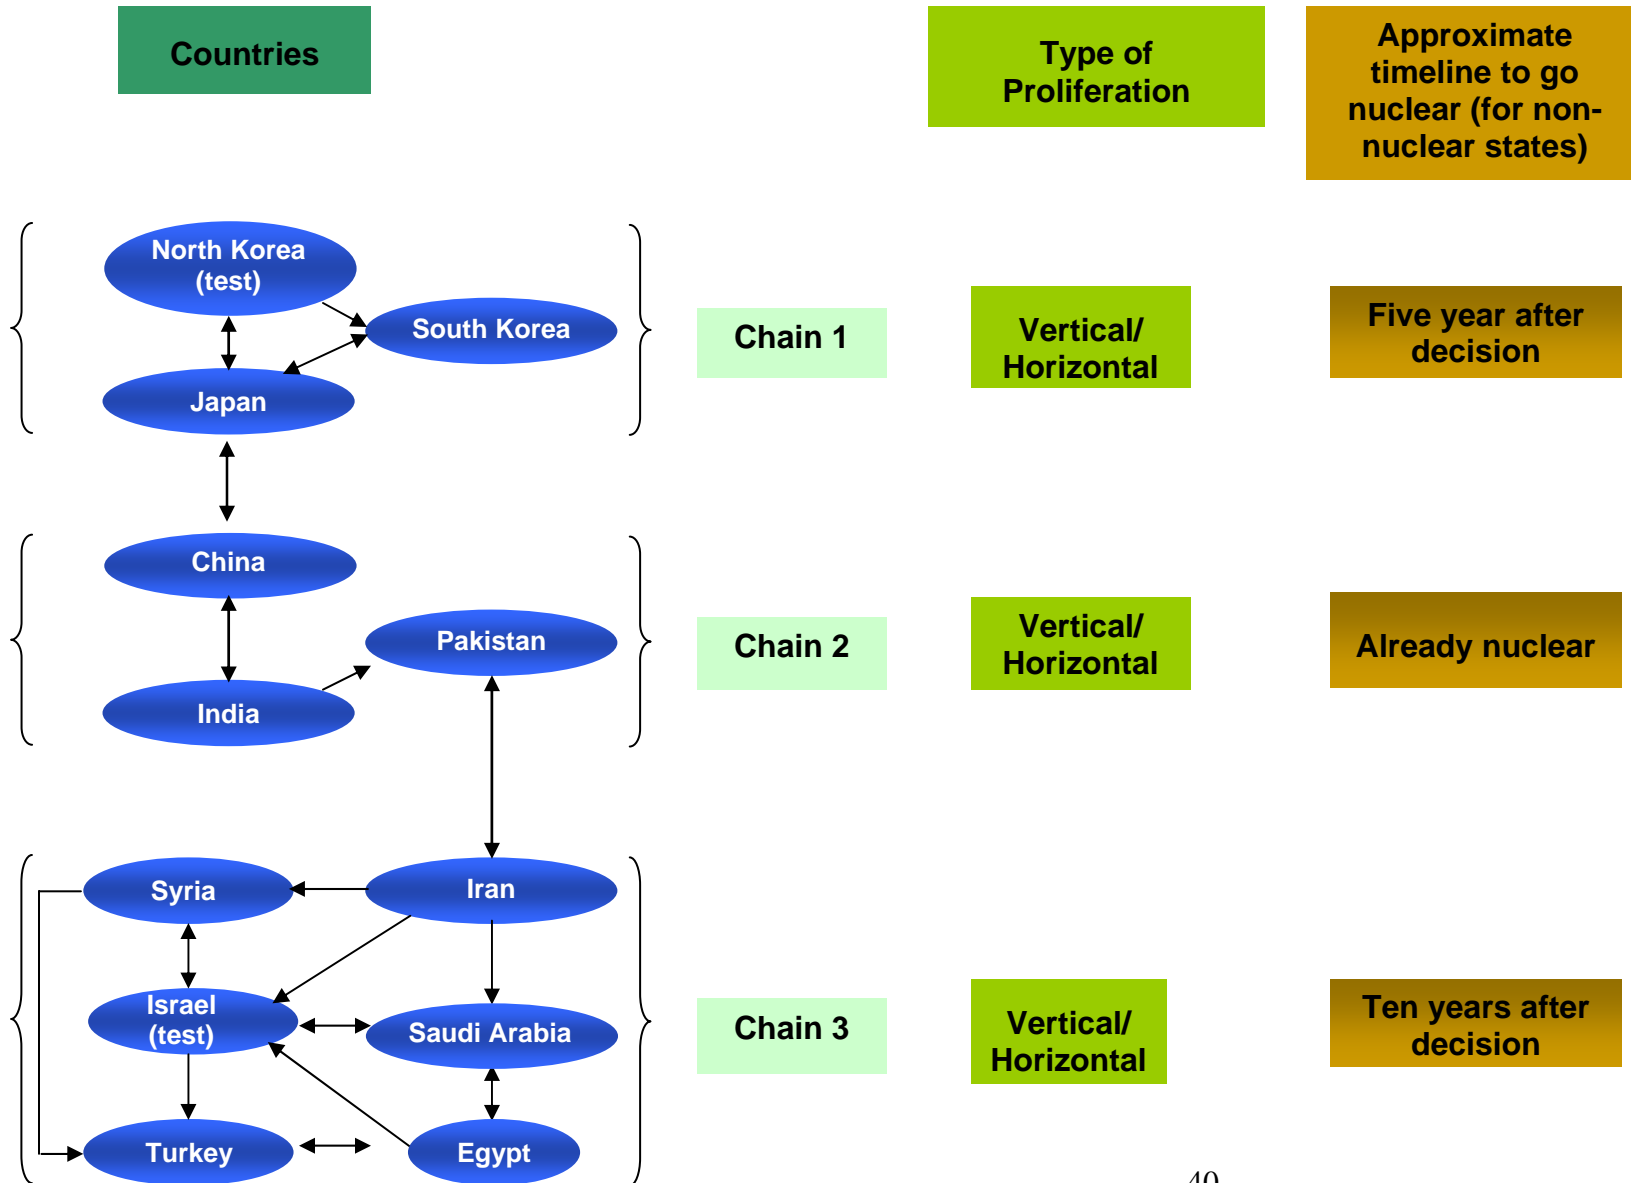 Countries
Type of
Proliferation
Approximate
timeline to go
nuclear (for non-
nuclear states)
North Korea
(test)
South Korea
Japan
Chain 1
Vertical/
Horizontal
Five year after
decision
China
Pakistan
India
Chain 2
Vertical/
Horizontal
Already nuclear
Syria
Iran
Israel
(test)
Saudi Arabia
Turkey
Egypt
Chain 3
Vertical/
Horizontal
Ten years after
decision
40